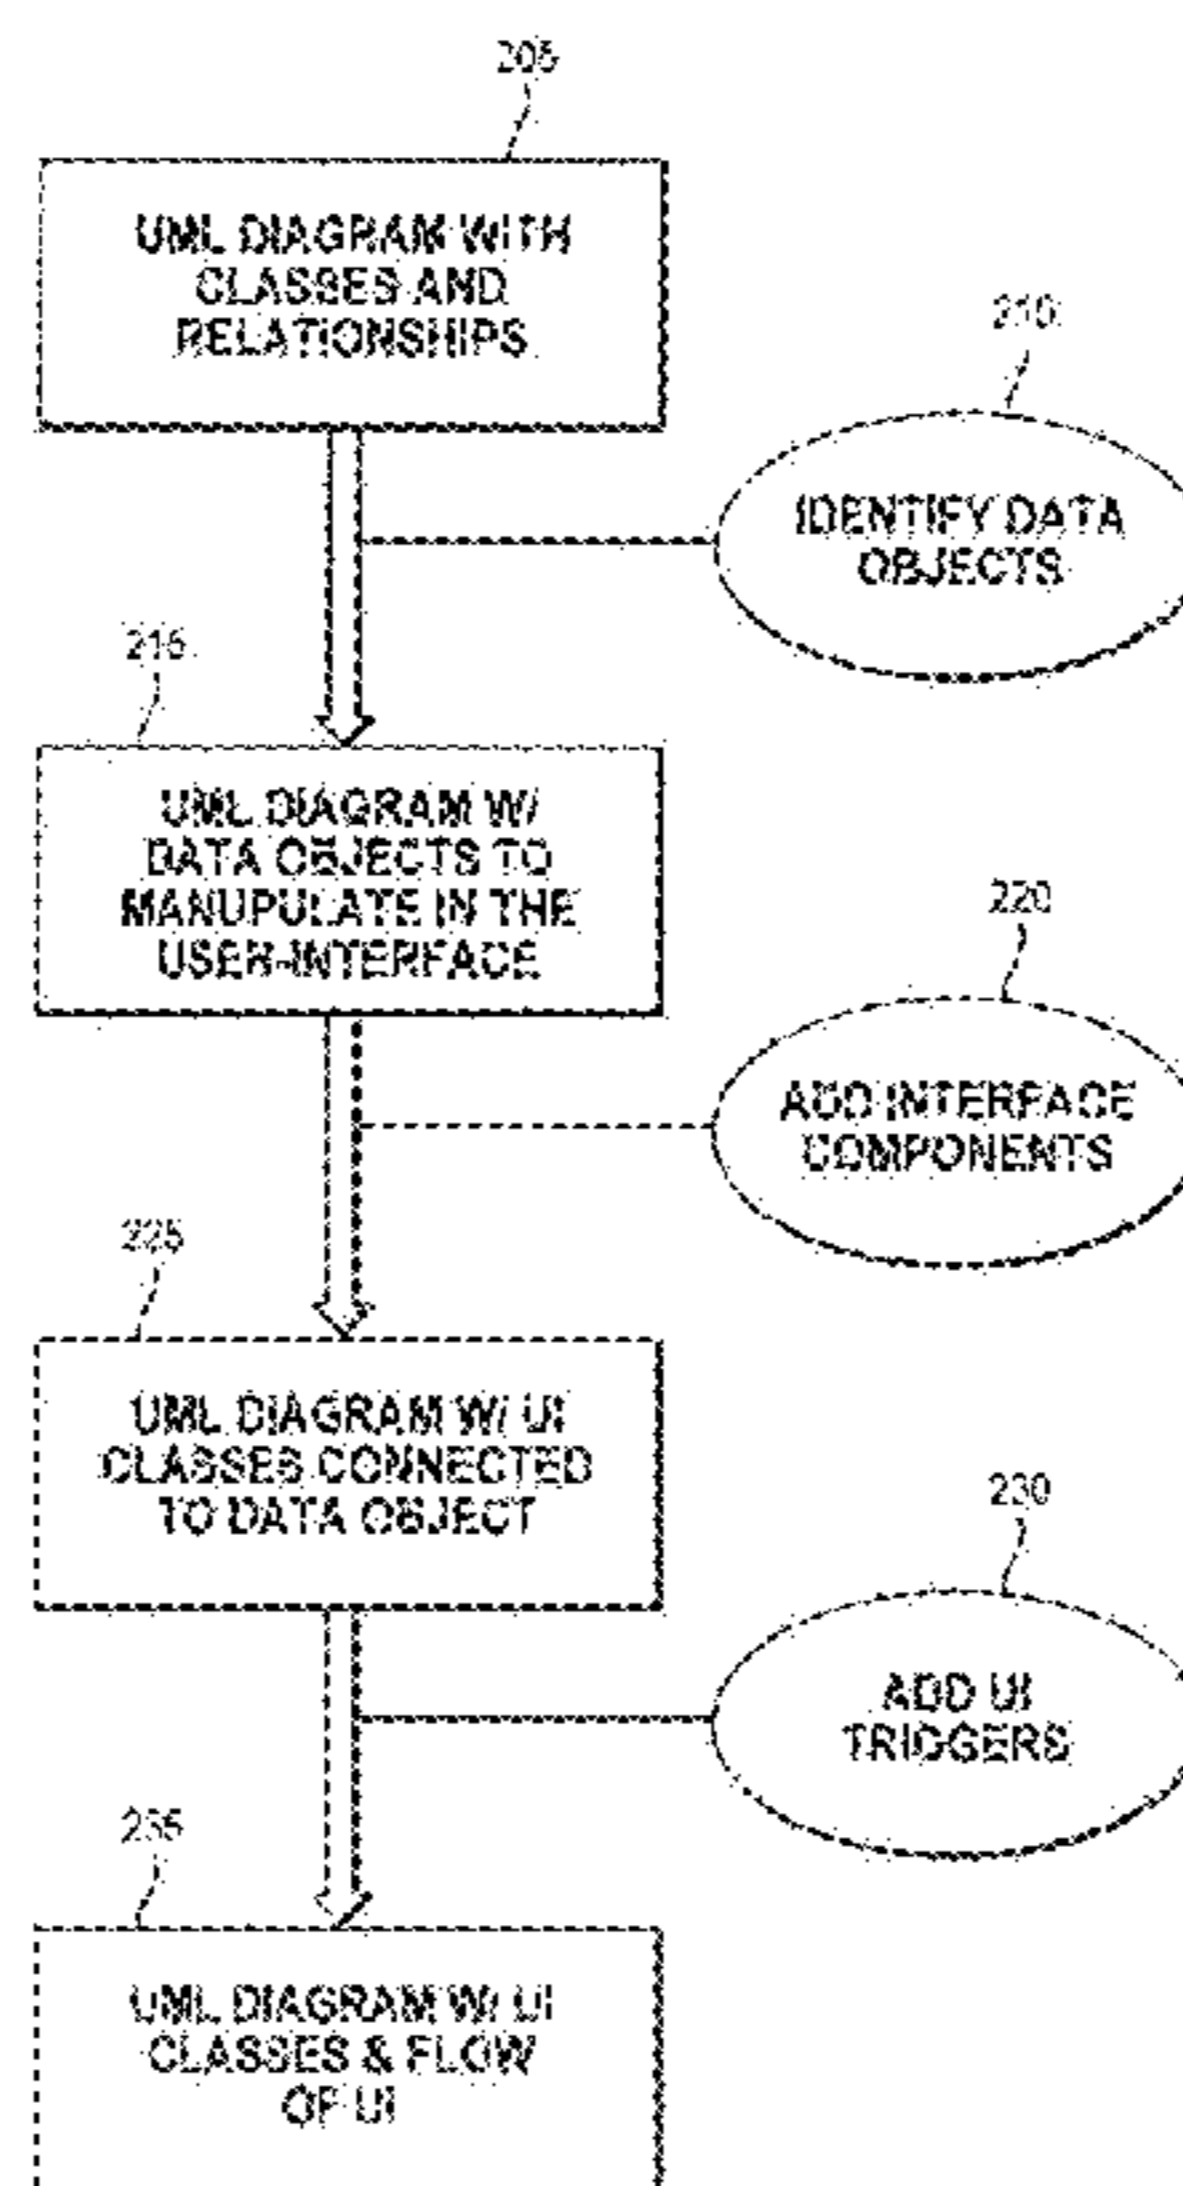 205
UML DIAGRAM WITH
CLASSES AND
RELATIONSHIPS
210
IDENTIFY DATA
OBJECTS
215
UML DIAGRAM W/
DATA OBJECTS TO
MANUPULATE IN THE
USER-INTERFACE
220
ADD INTERFACE
COMPONENTS
225
UML DIAGRAM W/ UI
CLASSES CONNECTED
TO DATA OBJECT
230
ADD UI
TRIGGERS
235
UML DIAGRAM W/ UI
CLASSES & FLOW
OF UI